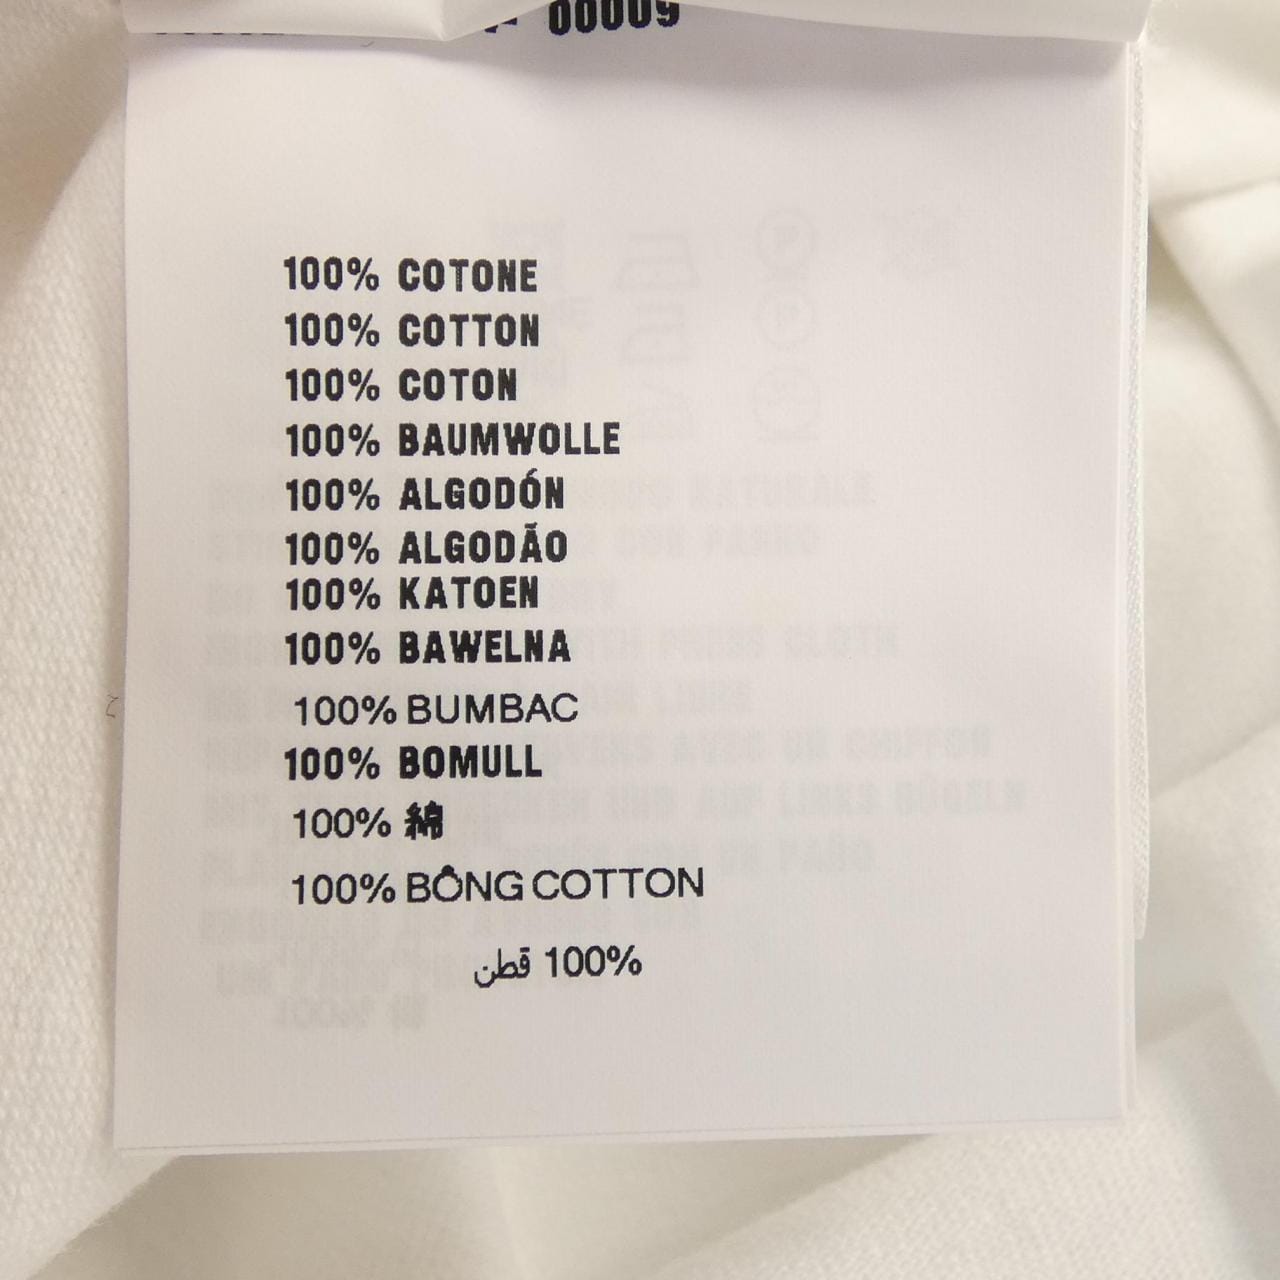 00009
100% COTONE
100% COTTON
100% COTON
100% BAUMWOLLE
100% ALGODÓN
100% ALGODÃO
100% KATOEN
100% BAWELNA
100% BUMBAC
100% BOMULL
100% 綿
100% BÔNG COTTON
100% قطن